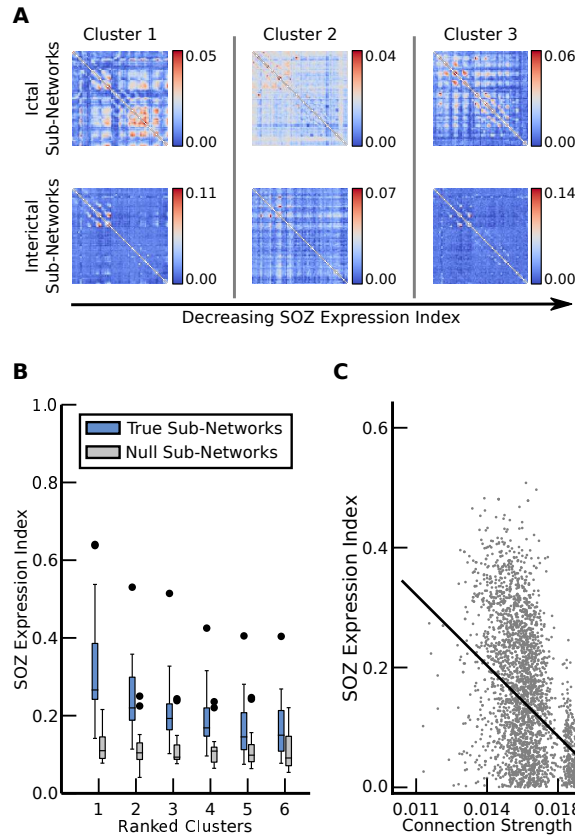 A
Cluster 1
Cluster 2
Cluster 3
Ictal
Sub-Networks
0.05
0.00
0.04
0.00
0.06
0.00
Interictal
Sub-Networks
0.11
0.00
0.07
0.00
0.14
0.00
Decreasing SOZ Expression Index
B
SOZ Expression Index
1.0
0.8
0.6
0.4
0.2
0.0
True Sub-Networks
Null Sub-Networks
1 2 3 4 5 6
Ranked Clusters
C
SOZ Expression Index
0.6
0.4
0.2
0.0
0.011 0.014 0.018
Connection Strength